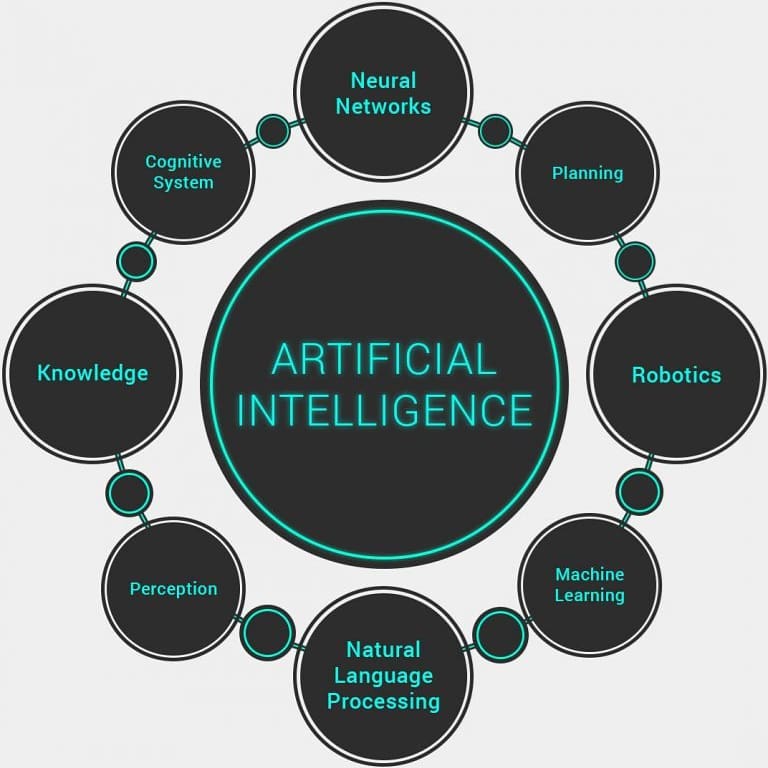 Neural
Networks
Cognitive
System
Planning
ARTIFICIAL
INTELLIGENCE
Knowledge
Robotics
Perception
Machine
Learning
Natural
Language
Processing